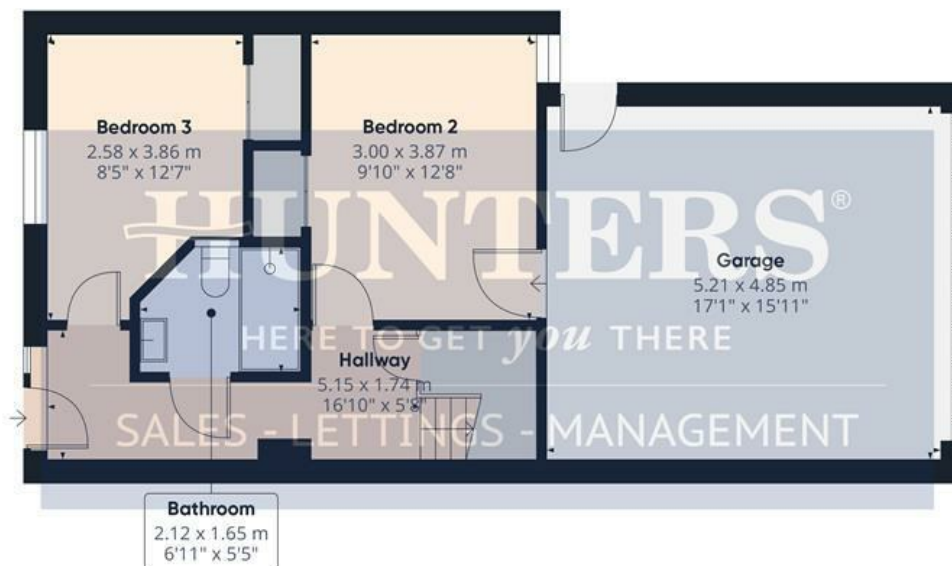 Bedroom 3
2.58 x 3.86 m
8'5" x 12'7"
Bedroom 2
3.00 x 3.87 m
9'10" x 12'8"
HUNTERS®
Garage
5.21 x 4.85 m
17'1" x 15'11"
HERE TO GET you THERE
Hallway
5.15 x 1.74 m
16'10" x 5'8"
SALES - LETTINGS - MANAGEMENT
Bathroom
2.12 x 1.65 m
6'11" x 5'5"